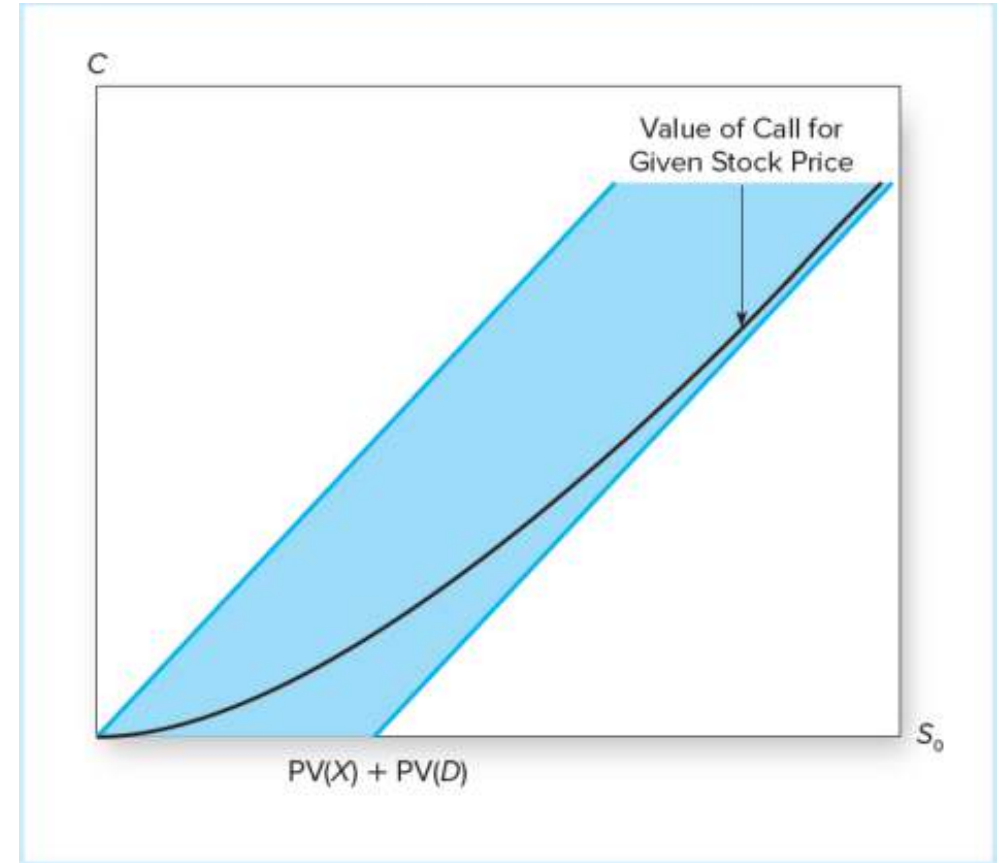 C
Value of Call for
Given Stock Price
S₀
PV(X) + PV(D)